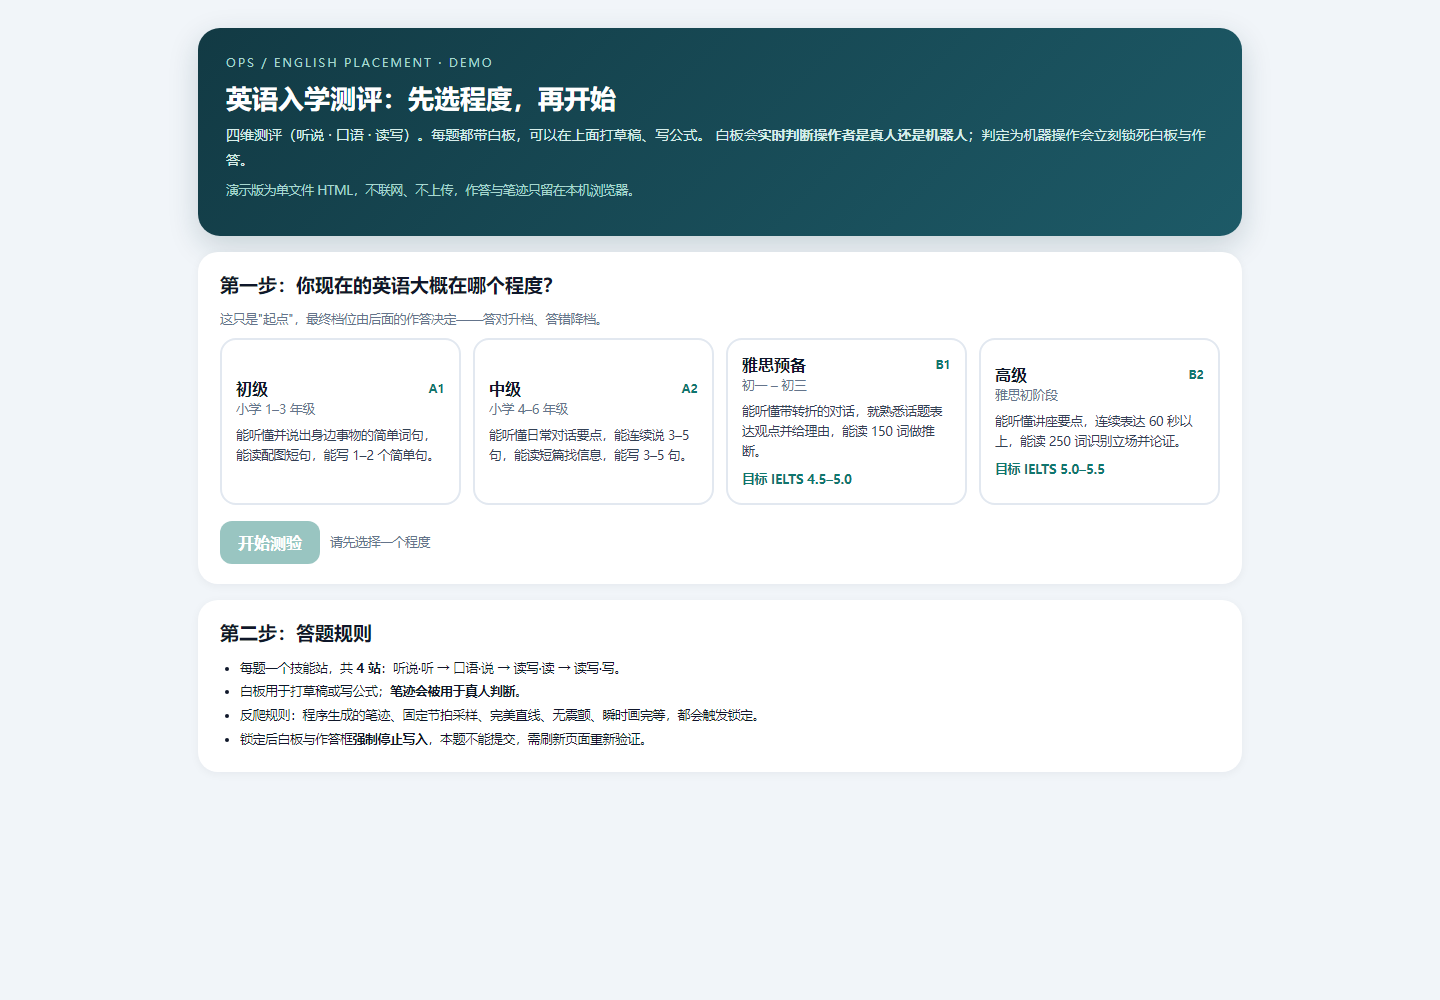 OPS / ENGLISH PLACEMENT · DEMO
英语入学测评：先选程度，再开始
四维测评（听说 · 口语 · 读写）。每题都带白板，可以在上面打草稿、写公式。 白板会实时判断操作者是真人还是机器人；判定为机器操作会立刻锁死白板与作
答。
演示版为单文件 HTML，不联网、不上传，作答与笔迹只留在本机浏览器。
第一步：你现在的英语大概在哪个程度？
这只是"起点"，最终档位由后面的作答决定——答对升档、答错降档。
初级 A1
小学 1–3 年级
能听懂并说出身边事物的简单词句，
能读配图短句，能写 1–2 个简单句。
中级 A2
小学 4–6 年级
能听懂日常对话要点，能连续说 3–5
句，能读短篇找信息，能写 3–5 句。
雅思预备 B1
初一 – 初三
能听懂带转折的对话，就熟悉话题表
达观点并给理由，能读 150 词做推
断。
目标 IELTS 4.5–5.0
高级 B2
雅思初阶段
能听懂讲座要点，连续表达 60 秒以
上，能读 250 词识别立场并论证。
目标 IELTS 5.0–5.5
开始测验 请先选择一个程度
第二步：答题规则
• 每题一个技能站，共 4 站：听说·听 → 口语·说 → 读写·读 → 读写·写。
• 白板用于打草稿或写公式；笔迹会被用于真人判断。
• 反爬规则：程序生成的笔迹、固定节拍采样、完美直线、无震颤、瞬时画完等，都会触发锁定。
• 锁定后白板与作答框强制停止写入，本题不能提交，需刷新页面重新验证。